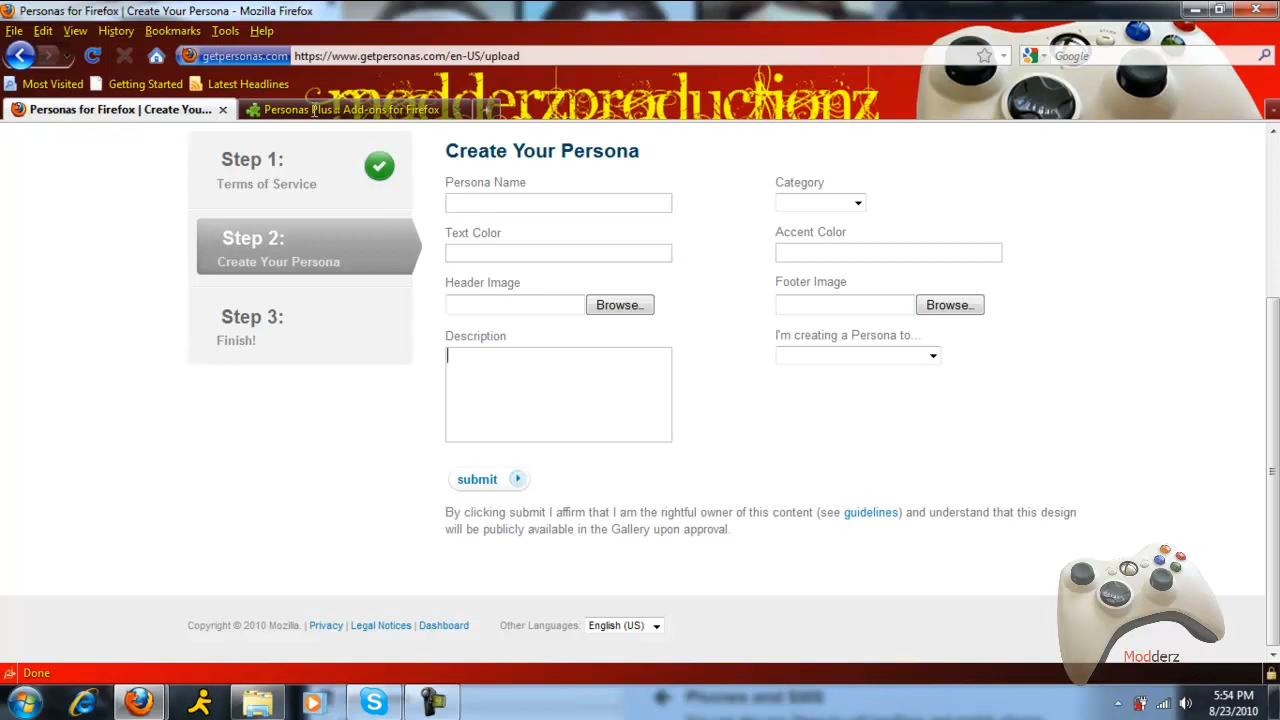 Personas for Firefox | Create Your Persona - Mozilla Firefox
File Edit View History Bookmarks Tools Help
getpersonas.com https://www.getpersonas.com/en-US/upload Google
Most Visited Getting Started Latest Headlines
modderzproductionz
Personas for Firefox | Create You... Personas Plus :: Add-ons for Firefox
Create Your Persona
Step 1:
Terms of Service
Step 2:
Create Your Persona
Step 3:
Finish!
Persona Name Category
Text Color Accent Color
Header Image Footer Image
Browse.. Browse..
Description I'm creating a Persona to...
submit
By clicking submit I affirm that I am the rightful owner of this content (see guidelines) and understand that this design
will be publicly available in the Gallery upon approval.
Copyright © 2010 Mozilla. | Privacy | Legal Notices | Dashboard Other Languages: English (US)
Modderz
Done
5:54 PM
8/23/2010